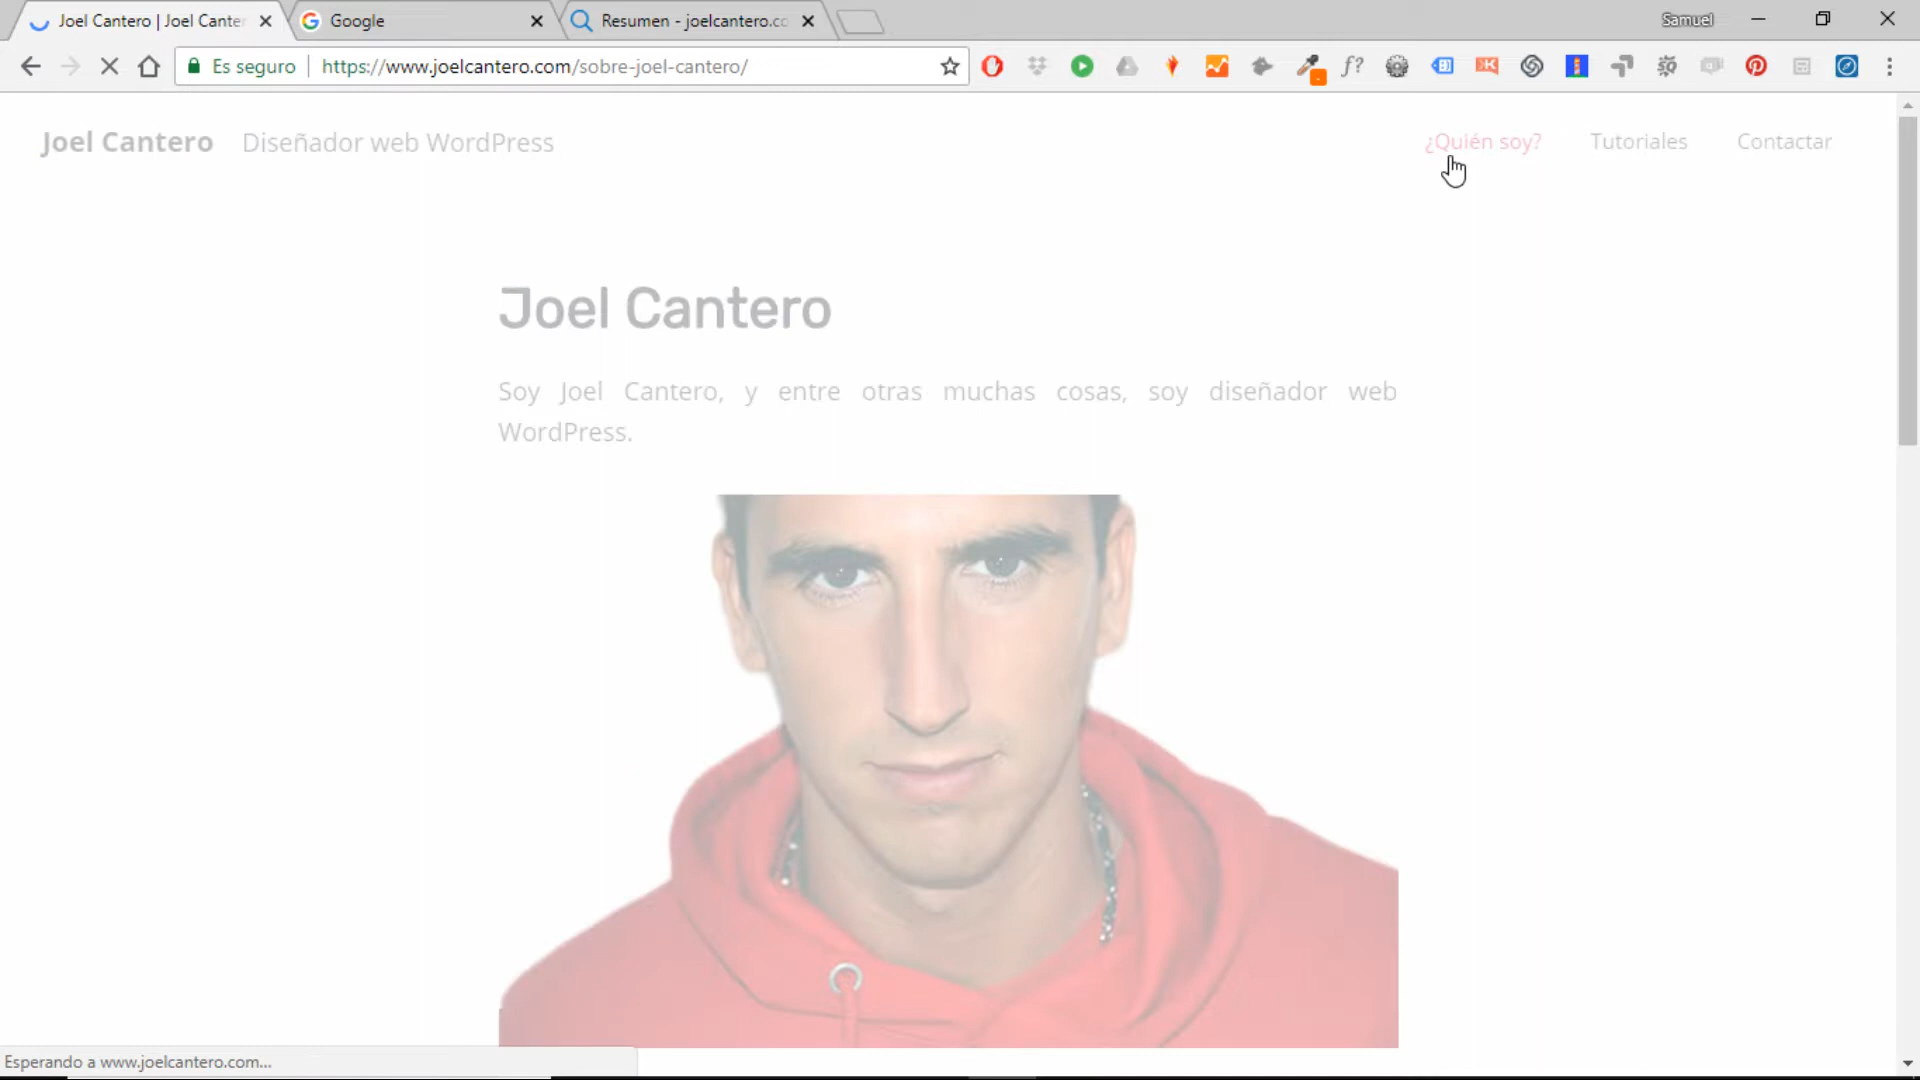 Joel Cantero | Joel Canter
Google
Resumen - joelcantero.co
Samuel
Es seguro
https://www.joelcantero.com/sobre-joel-cantero/
Joel Cantero
Diseñador web WordPress
¿Quién soy?
Tutoriales
Contactar
Joel Cantero
Soy Joel Cantero, y entre otras muchas cosas, soy diseñador web
WordPress.
Esperando a www.joelcantero.com...